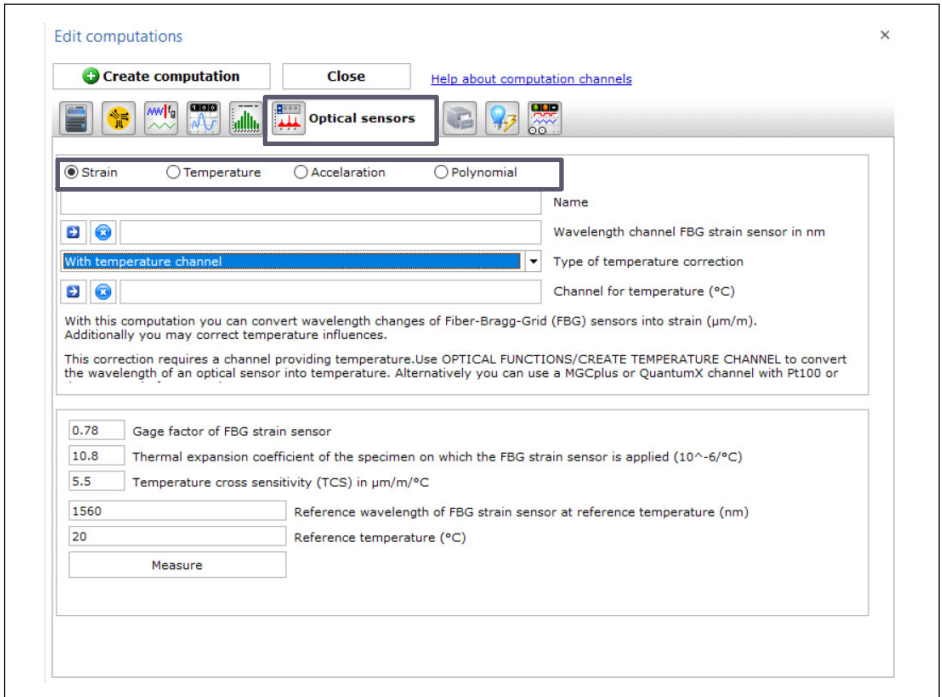 Edit computations
Create computation
Close
Help about computation channels
fg
Optical sensors
Strain
Temperature
Accelaration
Polynomial
Name
Wavelength channel FBG strain sensor in nm
With temperature channel
Type of temperature correction
Channel for temperature (°C)
With this computation you can convert wavelength changes of Fiber-Bragg-Grid (FBG) sensors into strain (µm/m).
Additionally you may correct temperature influences.
This correction requires a channel providing temperature.Use OPTICAL FUNCTIONS/CREATE TEMPERATURE CHANNEL to convert
the wavelength of an optical sensor into temperature. Alternatively you can use a MGCplus or QuantumX channel with Pt100 or
0.78 Gage factor of FBG strain sensor
10.8 Thermal expansion coefficient of the specimen on which the FBG strain sensor is applied (10^-6/°C)
5.5 Temperature cross sensitivity (TCS) in µm/m/°C
1560 Reference wavelength of FBG strain sensor at reference temperature (nm)
20 Reference temperature (°C)
Measure